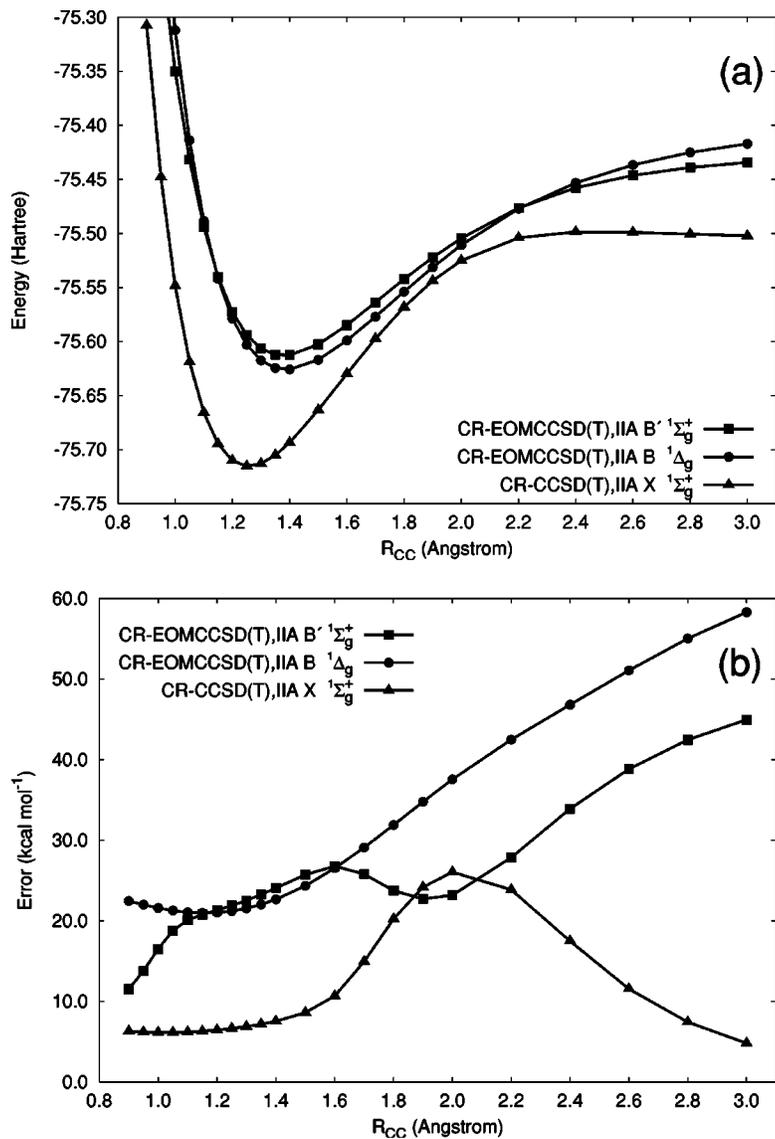 -75.30
-75.35
-75.40
-75.45
-75.50
-75.55
-75.60
-75.65
-75.70
-75.75
Energy (Hartree)
(a)
CR-EOMCCSD(T),IIA B´ ¹Σg⁺
CR-EOMCCSD(T),IIA B ¹Δg
CR-CCSD(T),IIA X ¹Σg⁺
0.8 1.0 1.2 1.4 1.6 1.8 2.0 2.2 2.4 2.6 2.8 3.0
RCC (Angstrom)
60.0
50.0
40.0
30.0
20.0
10.0
0.0
Error (kcal mol⁻¹)
CR-EOMCCSD(T),IIA B´ ¹Σg⁺
CR-EOMCCSD(T),IIA B ¹Δg
CR-CCSD(T),IIA X ¹Σg⁺
(b)
0.8 1.0 1.2 1.4 1.6 1.8 2.0 2.2 2.4 2.6 2.8 3.0
RCC (Angstrom)